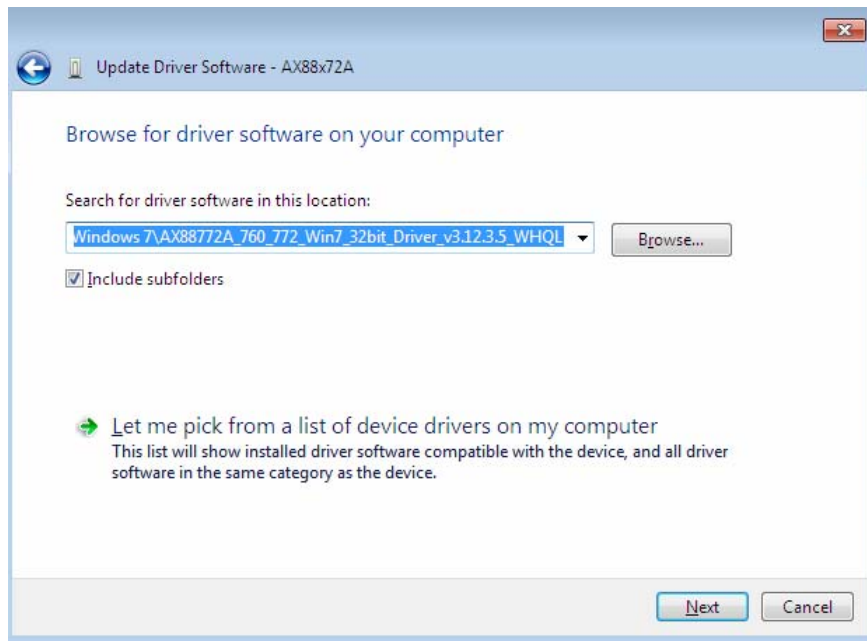 Update Driver Software - AX88x72A
Browse for driver software on your computer
Search for driver software in this location:
Windows 7\AX88772A_760_772_Win7_32bit_Driver_v3.12.3.5_WHQL
Browse...
Include subfolders
Let me pick from a list of device drivers on my computer
This list will show installed driver software compatible with the device, and all driver
software in the same category as the device.
Next
Cancel